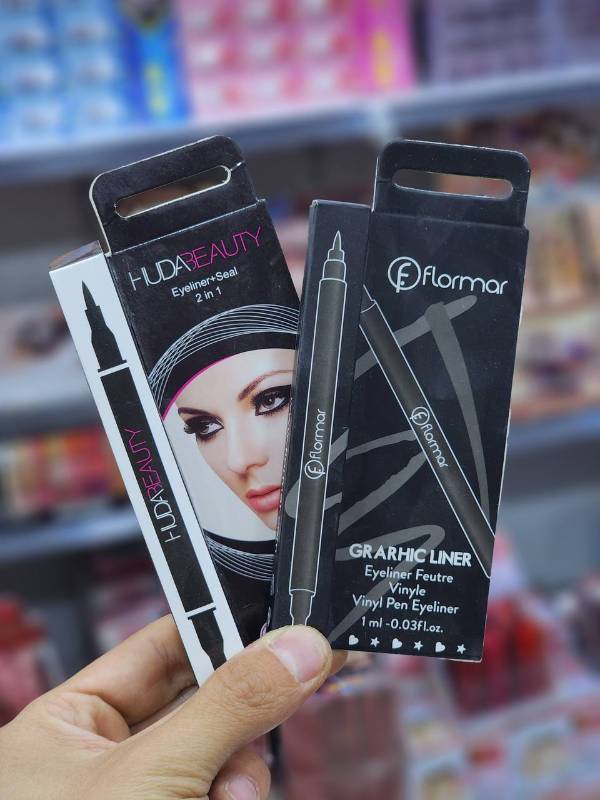 HUDABEAUTY
Eyeliner+Seal
2 in 1
HUDABEAUTY
flormar
flormar
flormar
GRARHIC LINER
Eyeliner Feutre
Vinyle
Vinyl Pen Eyeliner
1 ml -0.03fl.oz.